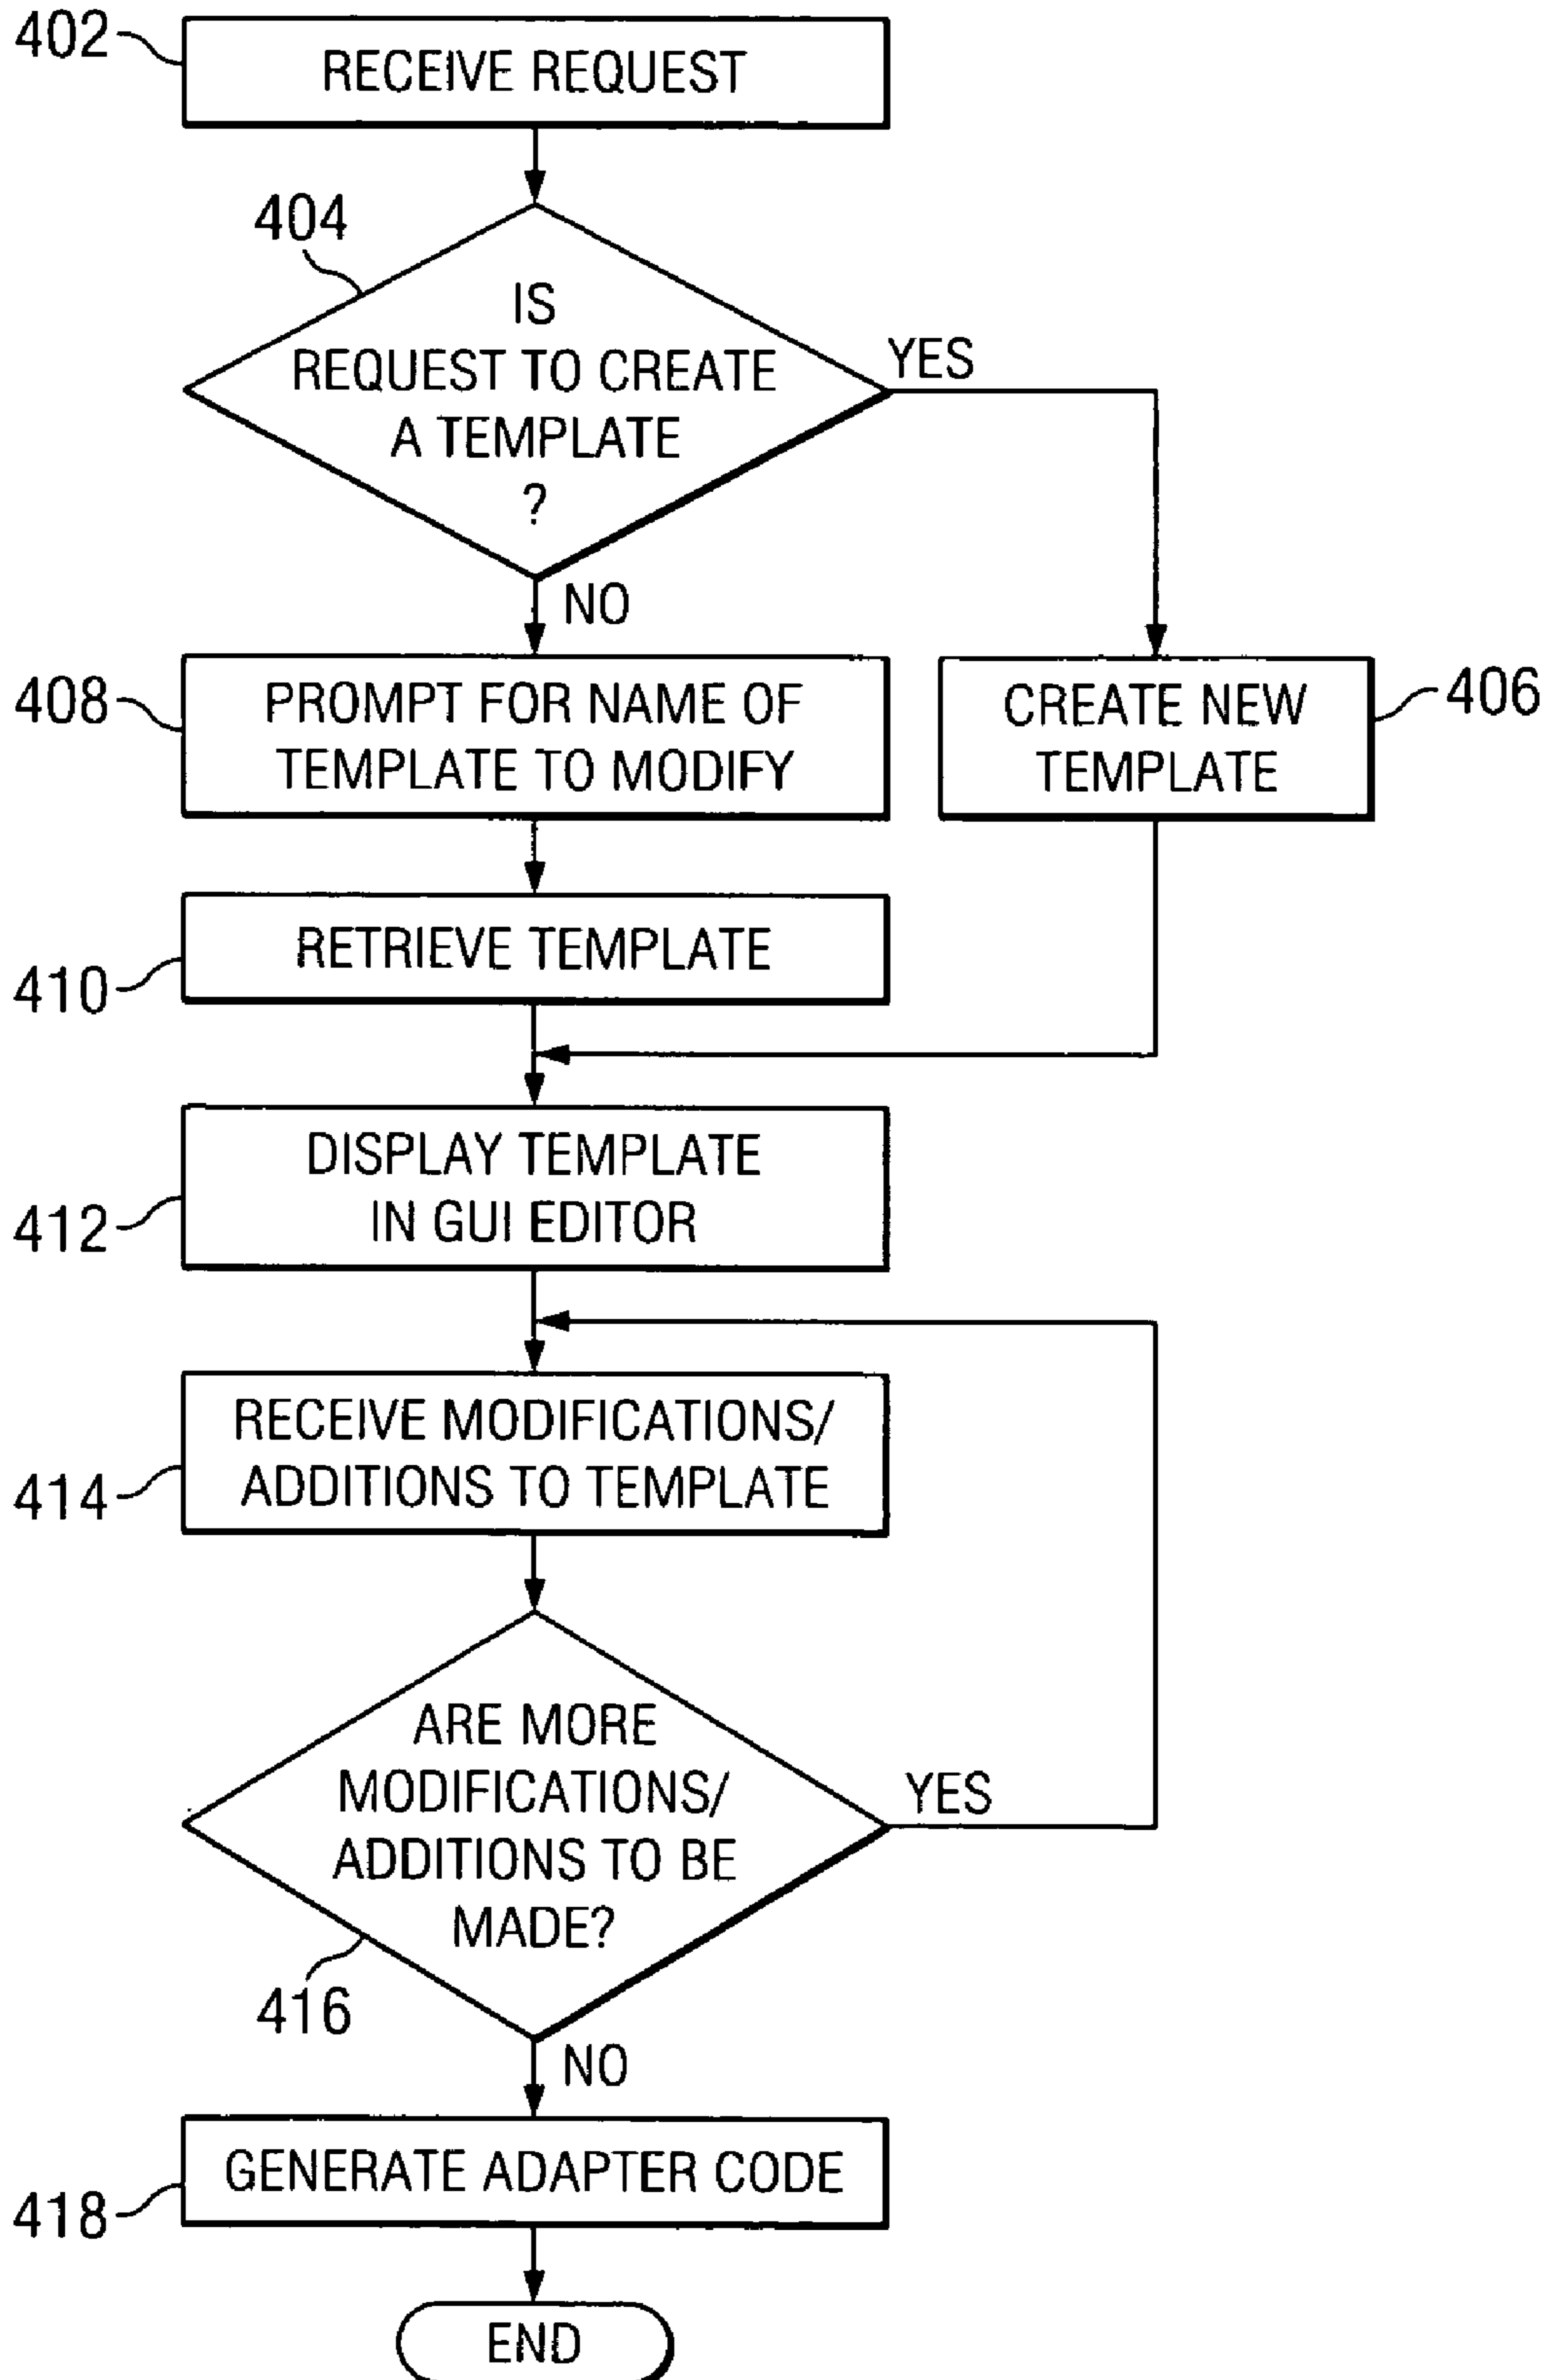 402
RECEIVE REQUEST
404
IS
REQUEST TO CREATE
A TEMPLATE
?
YES
NO
408
PROMPT FOR NAME OF
TEMPLATE TO MODIFY
CREATE NEW
TEMPLATE
406
RETRIEVE TEMPLATE
410
DISPLAY TEMPLATE
IN GUI EDITOR
412
RECEIVE MODIFICATIONS/
ADDITIONS TO TEMPLATE
414
ARE MORE
MODIFICATIONS/
ADDITIONS TO BE
MADE?
YES
416
NO
GENERATE ADAPTER CODE
418
END